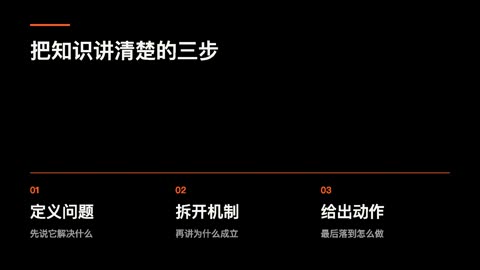 把知识讲清楚的三步
01
定义问题
先说它解决什么
02
拆开机制
再讲为什么成立
03
给出动作
最后落到怎么做